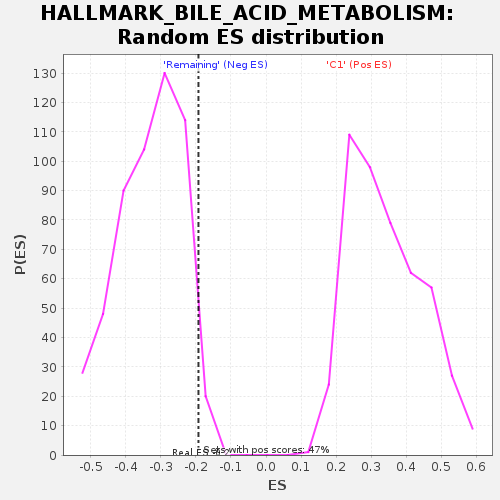 HALLMARK_BILE_ACID_METABOLISM:
Random ES distribution
'Remaining' (Neg ES)
'C1' (Pos ES)
130
120
110
100
90
80
70
60
50
40
30
20
10
0
P(ES)
Sets with pos scores: 47%
Real ES
-0.5 -0.4 -0.3 -0.2 -0.1 0.0 0.1 0.2 0.3 0.4 0.5 0.6
ES